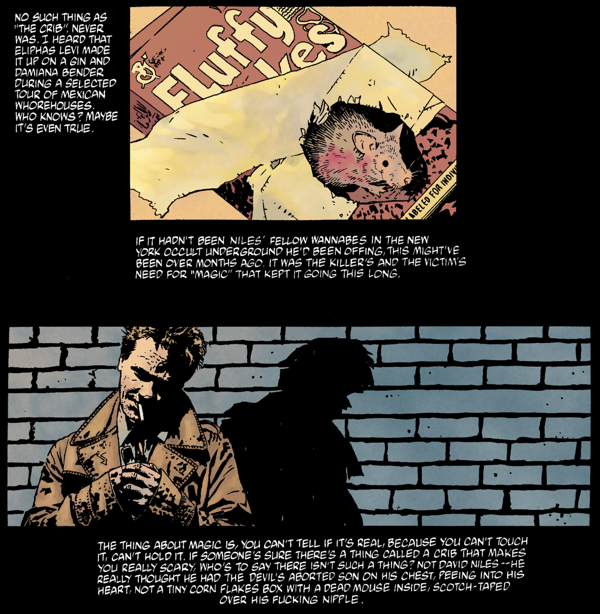 NO SUCH THING AS
"THE CRIB", NEVER
WAS. I HEARD THAT
ELIPHAS LEVI MADE
IT UP ON A GIN AND
DAMIANA BENDER
DURING A SELECTED
TOUR OF MEXICAN
WHOREHOUSES.
WHO KNOWS? MAYBE
IT'S EVEN TRUE.
Fluffy
kes
LABELED FOR INDIV
IF IT HADN'T BEEN NILES' FELLOW WANNABES IN THE NEW
YORK OCCULT UNDERGROUND HE'D BEEN OFFING, THIS MIGHT'VE
BEEN OVER MONTHS AGO. IT WAS THE KILLER'S AND THE VICTIM'S
NEED FOR "MAGIC" THAT KEPT IT GOING THIS LONG.
THE THING ABOUT MAGIC IS, YOU CAN'T TELL IF IT'S REAL, BECAUSE YOU CAN'T TOUCH
IT, CAN'T HOLD IT. IF SOMEONE'S SURE THERE'S A THING CALLED A CRIB THAT MAKES
YOU REALLY SCARY, WHO'S TO SAY THERE ISN'T SUCH A THING? NOT DAVID NILES--HE
REALLY THOUGHT HE HAD THE DEVIL'S ABORTED SON ON HIS CHEST, PEEING INTO HIS
HEART, NOT A TINY CORN FLAKES BOX WITH A DEAD MOUSE INSIDE, SCOTCH-TAPED
OVER HIS FUCKING NIPPLE.